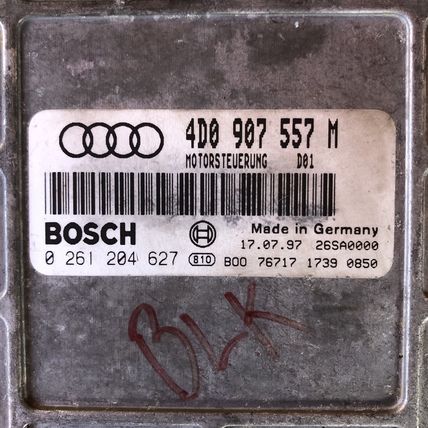 4D0 907 557 M
MOTORSTEUERUNG D01
BOSCH
Made in Germany
17.07.97 26SA0000
0 261 204 627 810 B00 76717 1739 0850
BLK